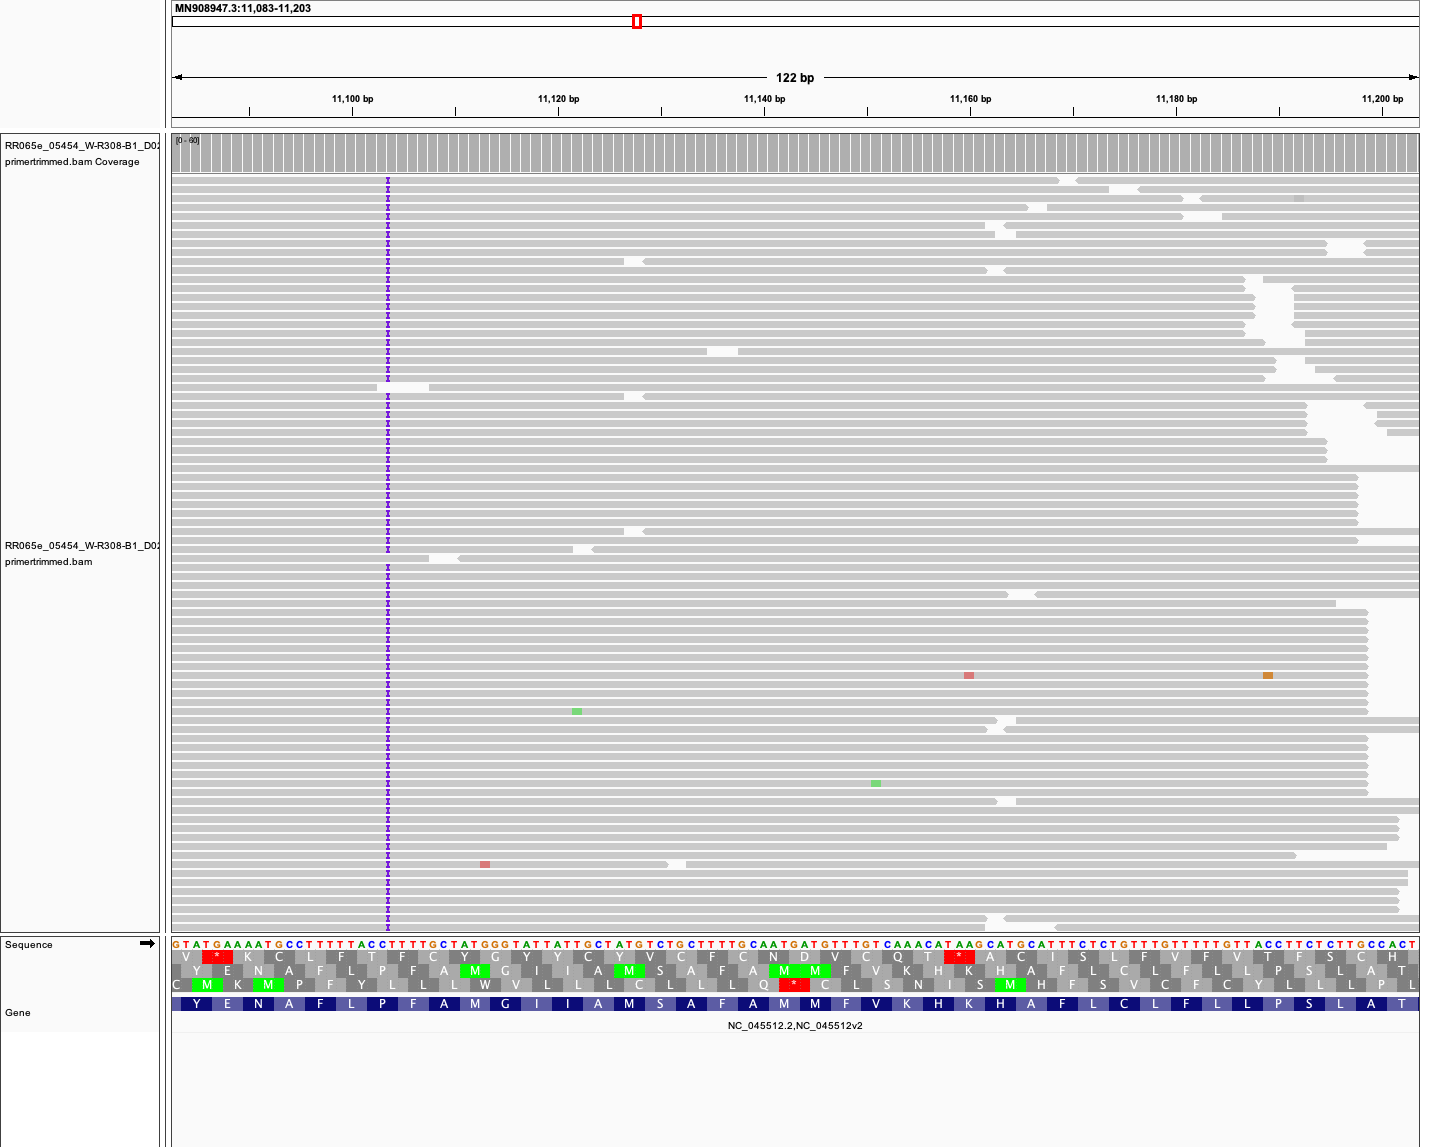 MN908947.3:11,083-11,203
122 bp
11,100 bp 11,120 bp 11,140 bp 11,160 bp 11,180 bp 11,200 bp
RR065e_05454_W-R308-B1_D02
primertrimmed.bam Coverage
[0 - 60]
RR065e_05454_W-R308-B1_D02
primertrimmed.bam
Sequence
GTATGAAAATGCCTTTTTACCTTTTGCTATGGGTATTATTGCTATGTCTGCTTTTGCAATGATGTTTGTCAAACATAAGCATGCATTTCTCTGTTTGTTTTTGTTACCTTCTCTTGCCACT
V * K C L F T F C Y G Y Y C Y V C F C N D V C Q T * A C I S L F V F V T F S C H
Y E N A F L P F A M G I I A M S A F A M M F V K H K H A F L C L F L L P S L A T
C M K M P F Y L L L W V L L L C L L L Q * C L S N I S M H F S V C F C Y L L L P L
Gene
Y E N A F L P F A M G I I A M S A F A M M F V K H K H A F L C L F L L P S L A T
NC_045512.2,NC_045512v2